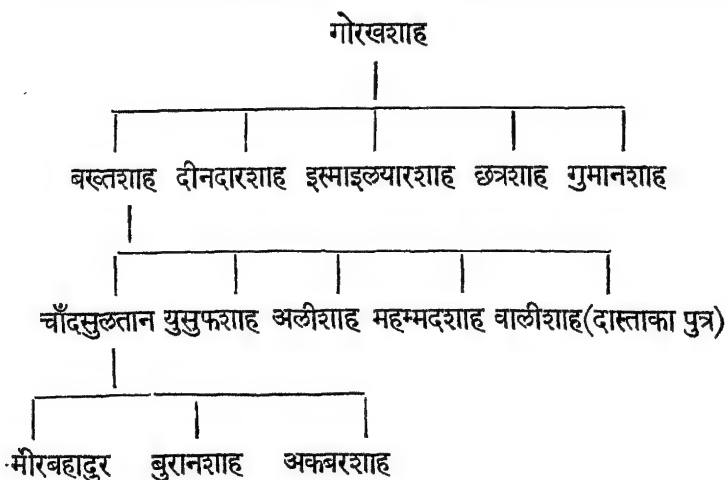 गोरखशाह
बख्तशाह दीनदारशाह इस्माइलयारशाह छत्रशाह गुमानशाह
चाँदसुलतान युसुफशाह अलीशाह महम्मदशाह वालीशाह(दास्ताका पुत्र)
मीरबहादुर बुरानशाह अकबरशाह